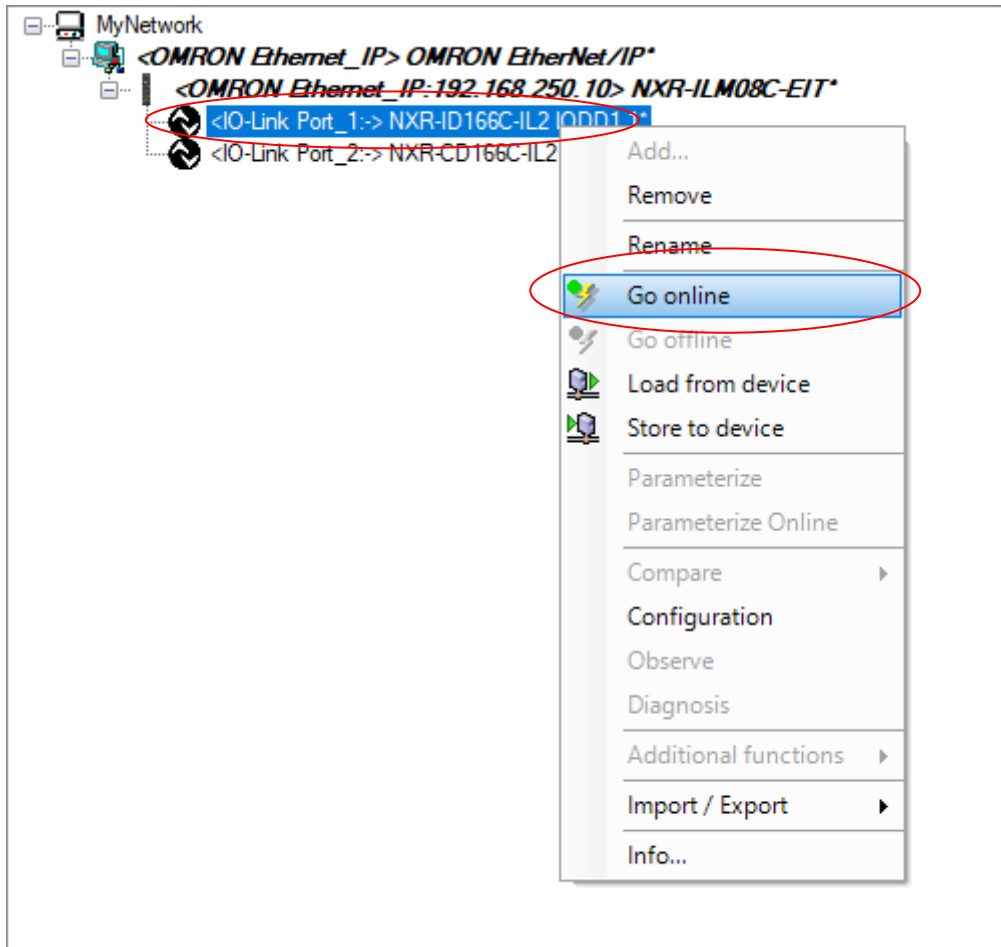 MyNetwork
<OMRON Ethernet_IP> OMRON EtherNet/IP*
<OMRON Ethernet_IP:192.168.250.10> NXR-ILM08C-EIT*
<IO-Link Port_1:-> NXR-ID166C-IL2 IODD1
<IO-Link Port_2:-> NXR-CD166C-IL2
Add...
Remove
Rename
Go online
Go offline
Load from device
Store to device
Parameterize
Parameterize Online
Compare
Configuration
Observe
Diagnosis
Additional functions
Import / Export
Info...